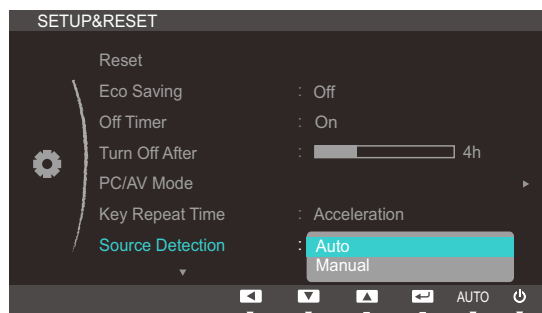 SETUP&RESET
Reset
Eco Saving : Off
Off Timer : On
Turn Off After : 4h
PC/AV Mode
Key Repeat Time : Acceleration
Source Detection : Auto
Manual
AUTO